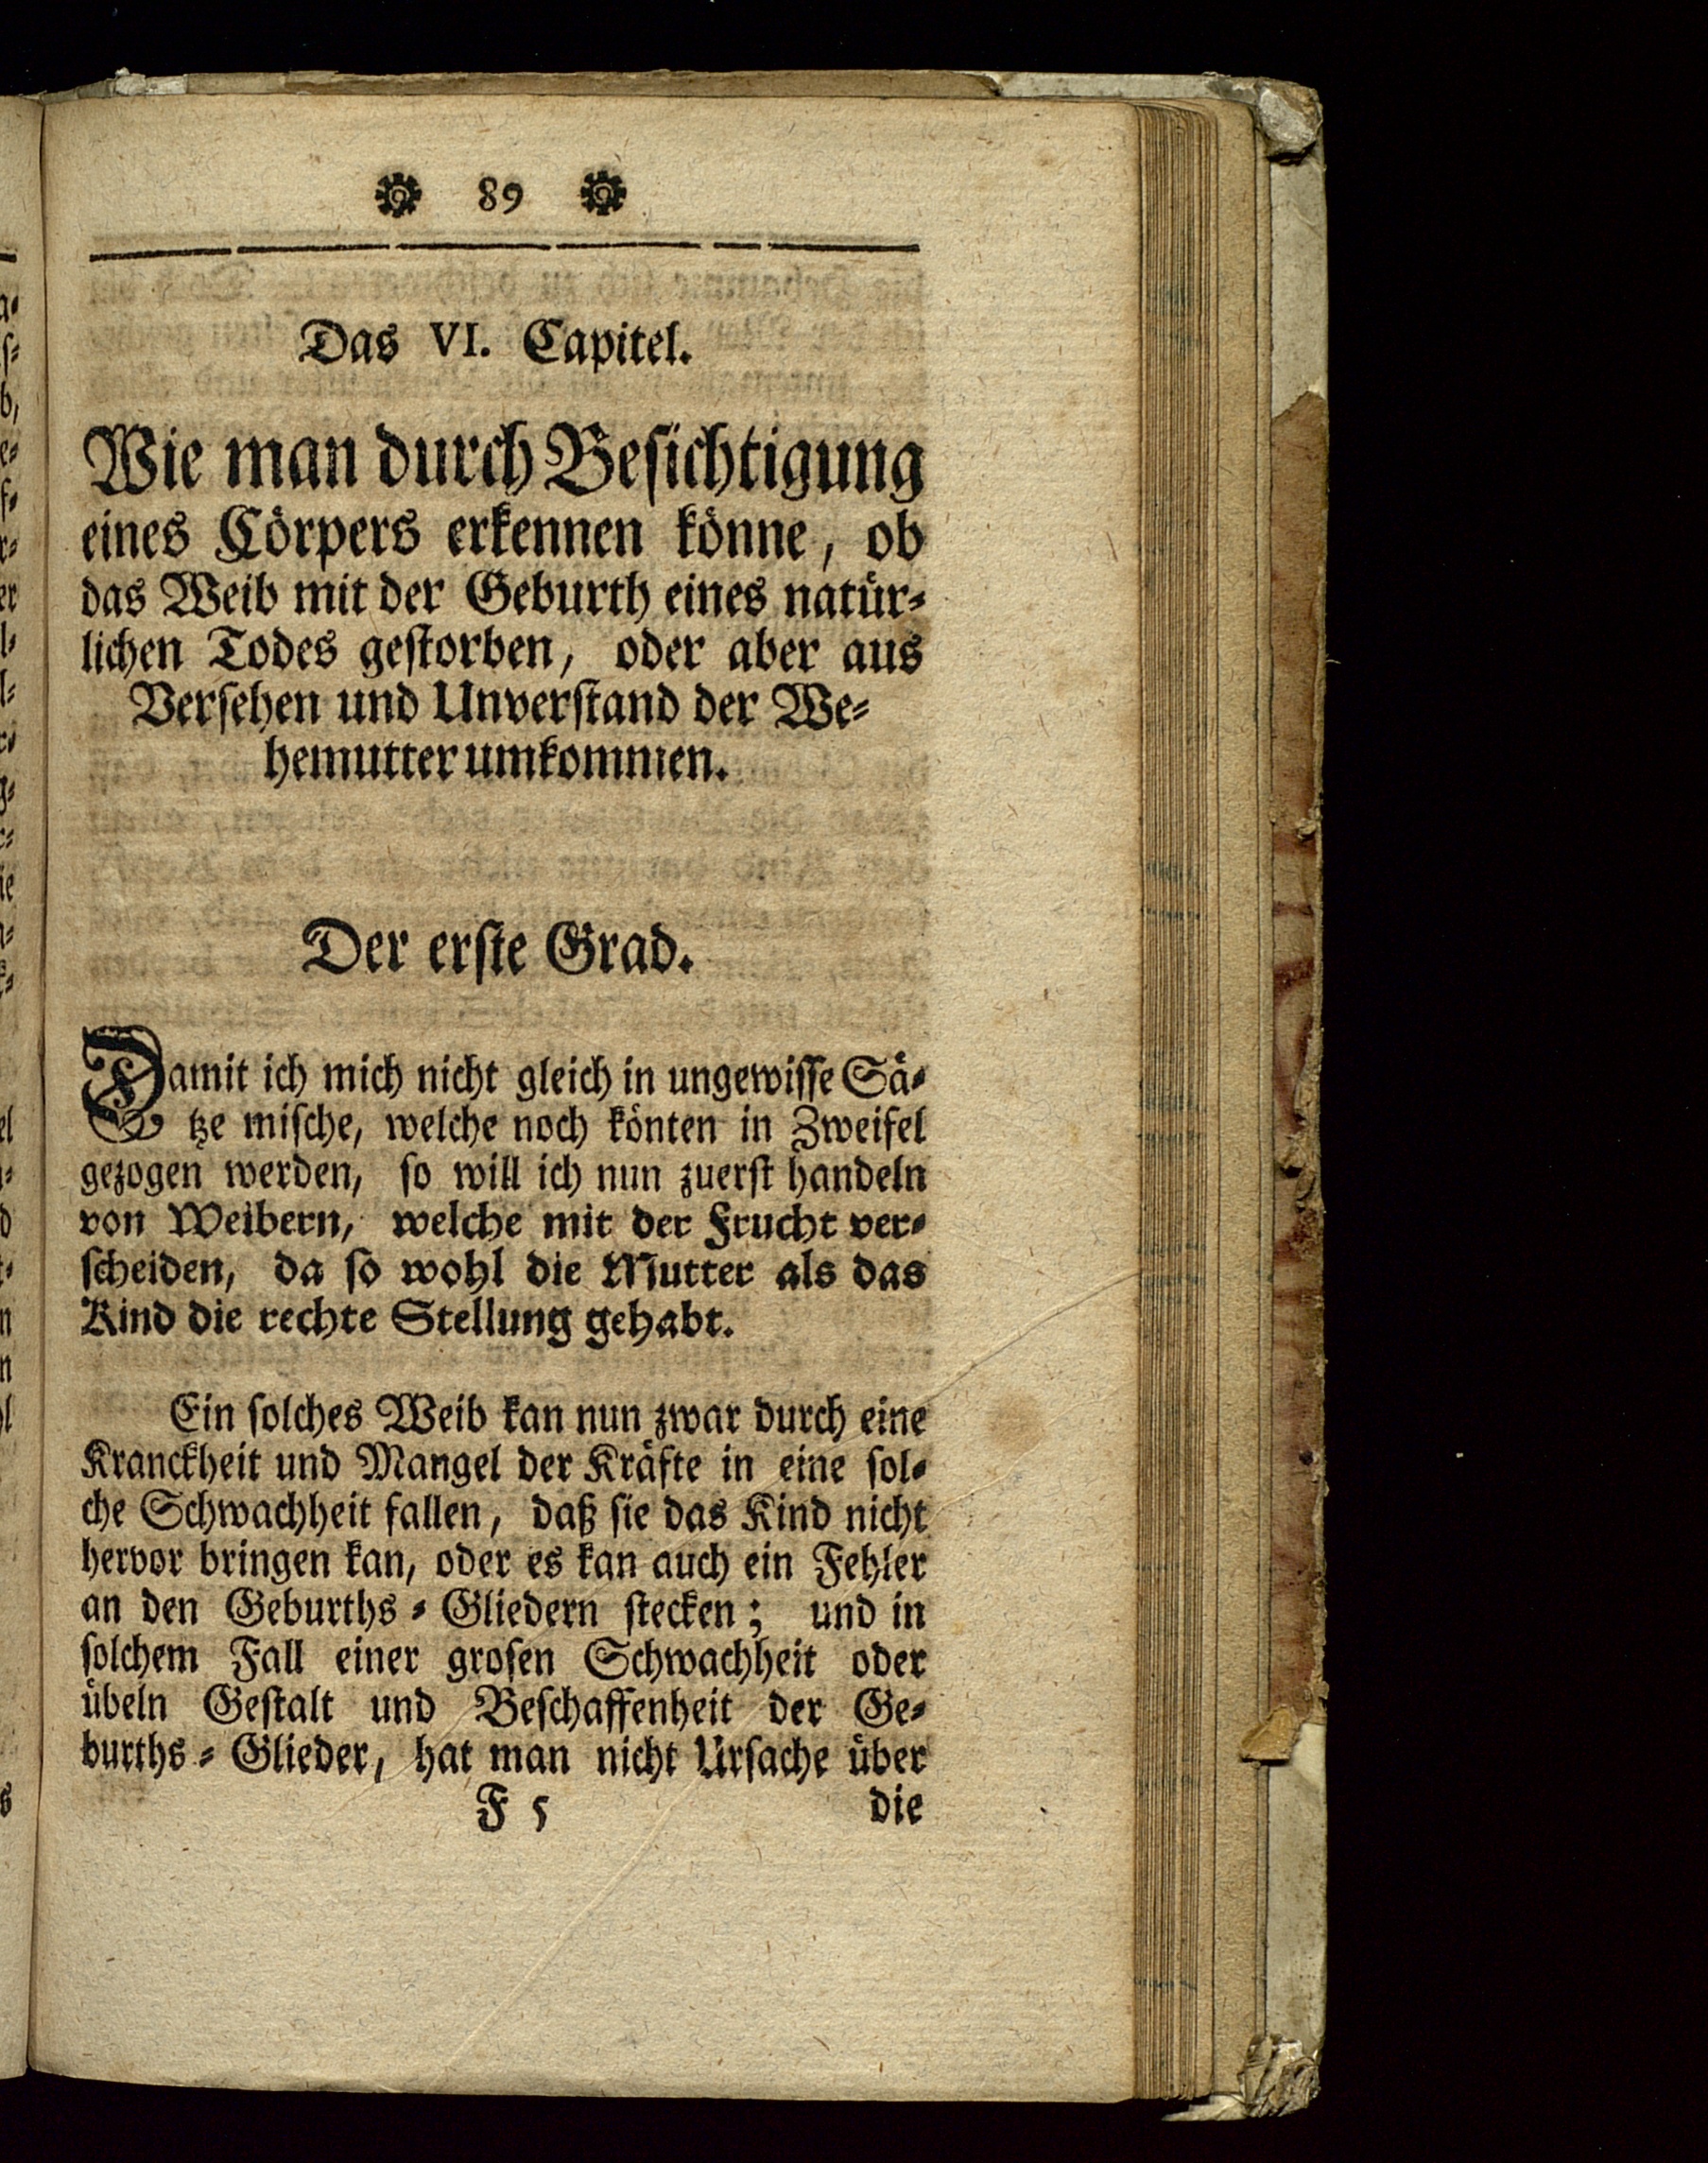 89
Das VI. Capitel.
Wie man durch Besichtigung
eines Cörpers erkennen könne, ob
das Weib mit der Geburth eines natür-
lichen Todes gestorben, oder aber aus
Versehen und Unverstand der We-
hemutter umkommen.
Der erste Grad.
Damit ich mich nicht gleich in ungewisse Sä-
tze mische, welche noch könten in Zweifel
gezogen werden, so will ich nun zuerst handeln
von Weibern, welche mit der Frucht ver-
scheiden, da so wohl die Mutter als das
Kind die rechte Stellung gehabt.
Ein solches Weib kan nun zwar durch eine
Kranckheit und Mangel der Kräfte in eine sol-
che Schwachheit fallen, daß sie das Kind nicht
hervor bringen kan, oder es kan auch ein Fehler
an den Geburths-Gliedern stecken; und in
solchem Fall einer grosen Schwachheit oder
übeln Gestalt und Beschaffenheit der Ge-
burths-Glieder, hat man nicht Ursache über
F 5 die